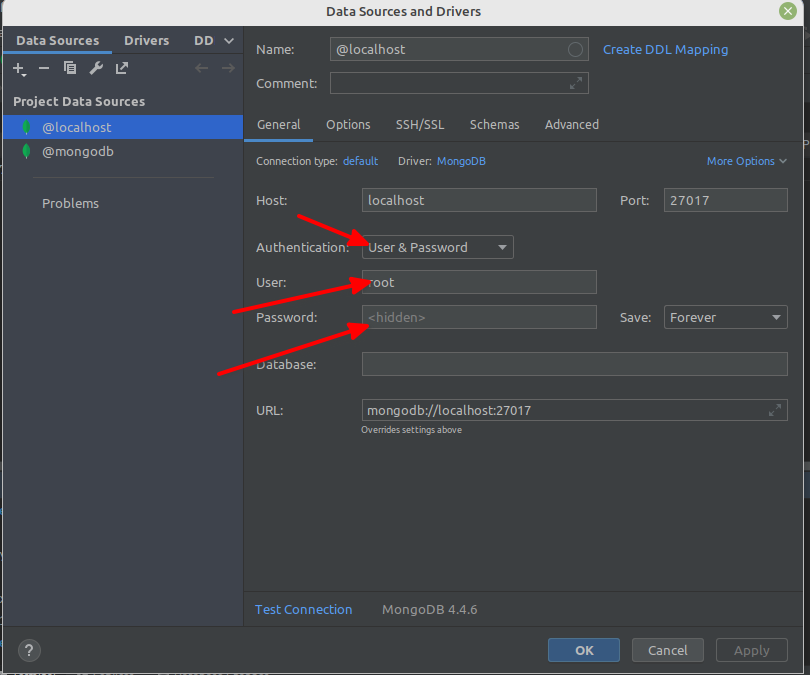 Data Sources and Drivers
Data Sources Drivers DD
Name: @localhost Create DDL Mapping
Comment:
Project Data Sources
@localhost
@mongodb
Problems
General Options SSH/SSL Schemas Advanced
Connection type: default Driver: MongoDB More Options
Host: localhost Port: 27017
Authentication: User & Password
User: root
Password: <hidden> Save: Forever
Database:
URL: mongodb://localhost:27017
Overrides settings above
Test Connection MongoDB 4.4.6
? OK Cancel Apply